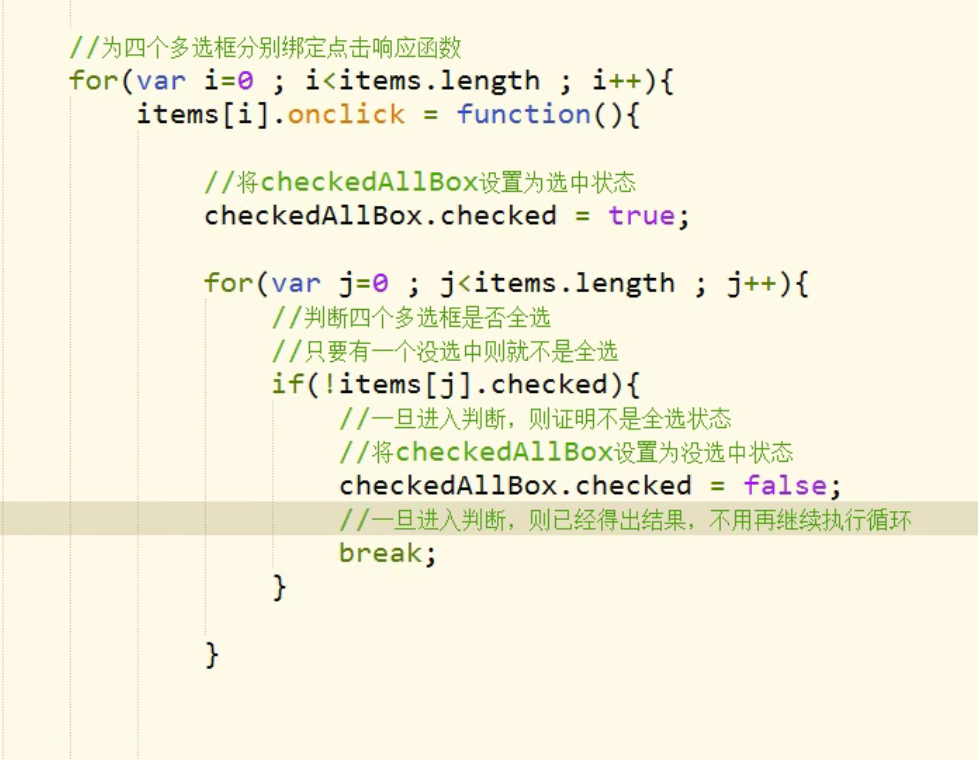 //为四个多选框分别绑定点击响应函数
for(var i=0 ; i<items.length ; i++){
items[i].onclick = function(){
//将checkedAllBox设置为选中状态
checkedAllBox.checked = true;
for(var j=0 ; j<items.length ; j++){
//判断四个多选框是否全选
//只要有一个没选中则就不是全选
if(!items[j].checked){
//一旦进入判断，则证明不是全选状态
//将checkedAllBox设置为没选中状态
checkedAllBox.checked = false;
//一旦进入判断，则已经得出结果，不用再继续执行循环
break;
}
}